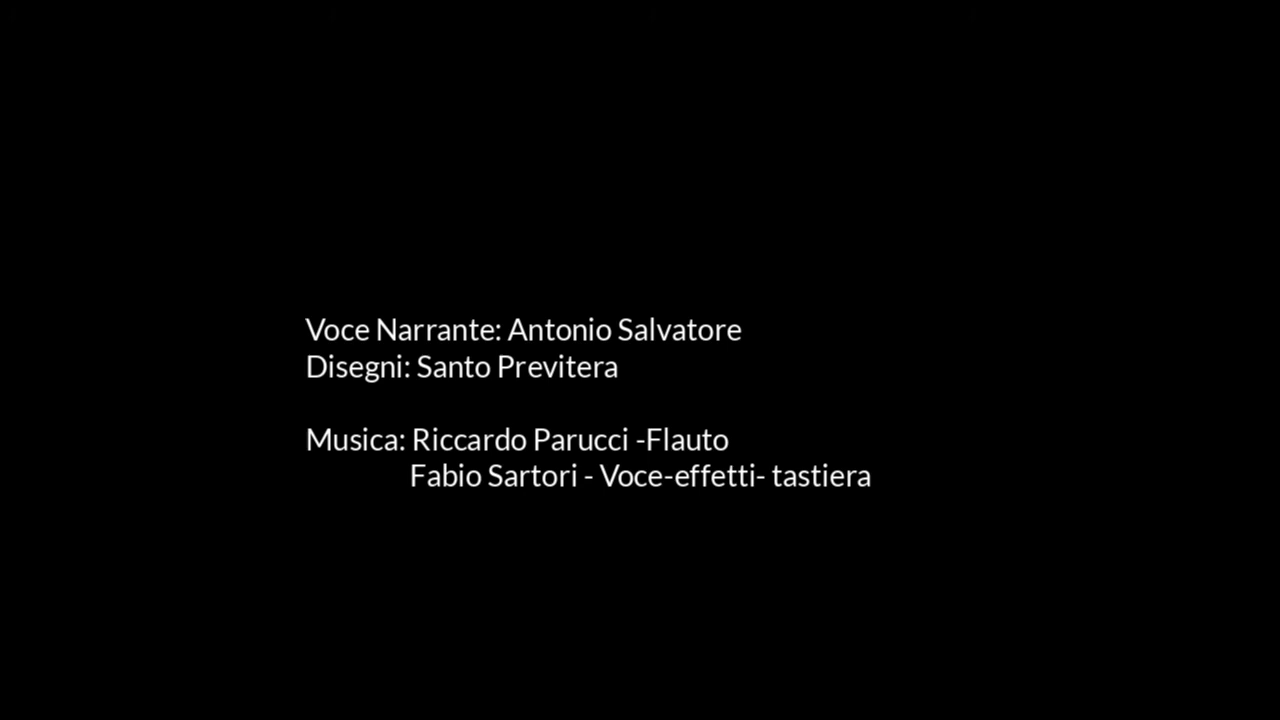 Voce Narrante: Antonio Salvatore
Disegni: Santo Previtera
Musica: Riccardo Parucci -Flauto
Fabio Sartori - Voce-effetti- tastiera